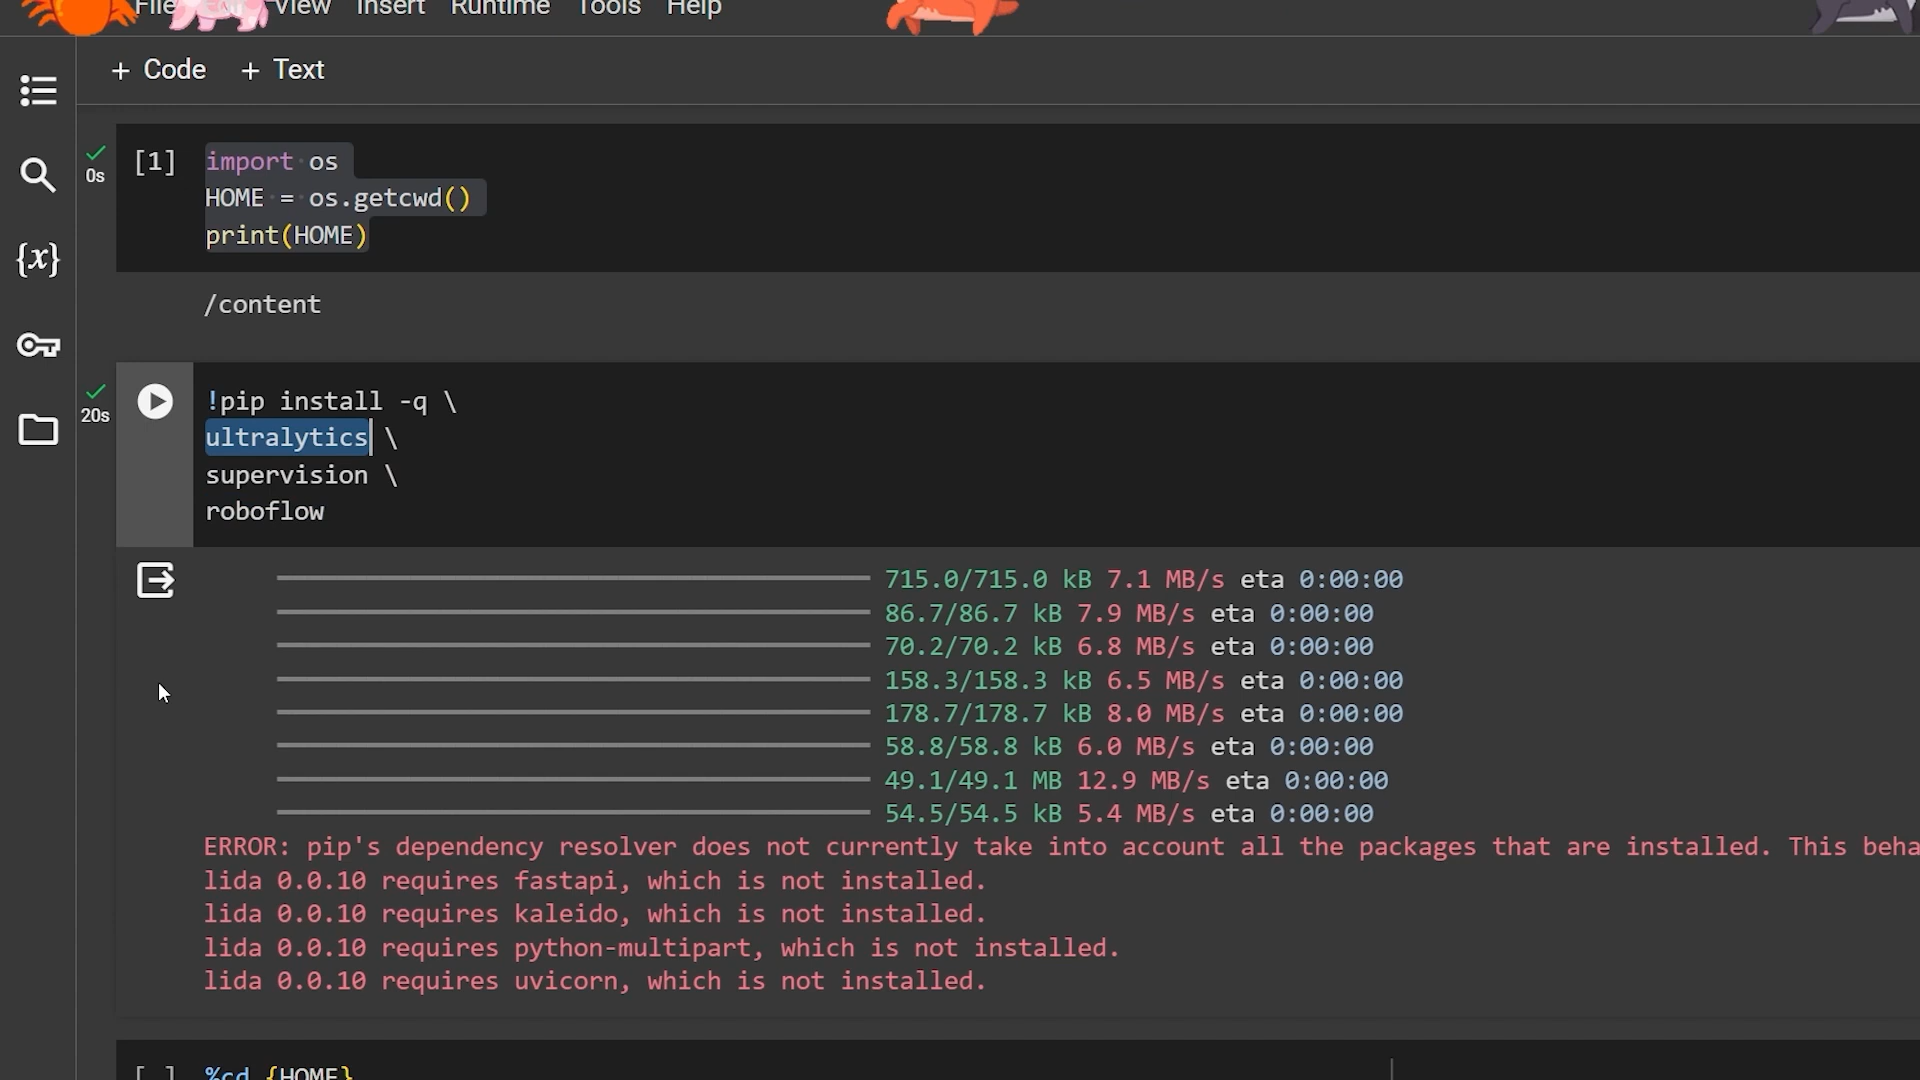 File View Insert Runtime Tools Help
+ Code + Text
0s
[1]
import os
HOME = os.getcwd()
print(HOME)
{x}
/content
20s
!pip install -q \
ultralytics \
supervision \
roboflow
715.0/715.0 kB 7.1 MB/s eta 0:00:00
86.7/86.7 kB 7.9 MB/s eta 0:00:00
70.2/70.2 kB 6.8 MB/s eta 0:00:00
158.3/158.3 kB 6.5 MB/s eta 0:00:00
178.7/178.7 kB 8.0 MB/s eta 0:00:00
58.8/58.8 kB 6.0 MB/s eta 0:00:00
49.1/49.1 MB 12.9 MB/s eta 0:00:00
54.5/54.5 kB 5.4 MB/s eta 0:00:00
ERROR: pip's dependency resolver does not currently take into account all the packages that are installed. This beha
lida 0.0.10 requires fastapi, which is not installed.
lida 0.0.10 requires kaleido, which is not installed.
lida 0.0.10 requires python-multipart, which is not installed.
lida 0.0.10 requires uvicorn, which is not installed.
[ ] %cd {HOME}